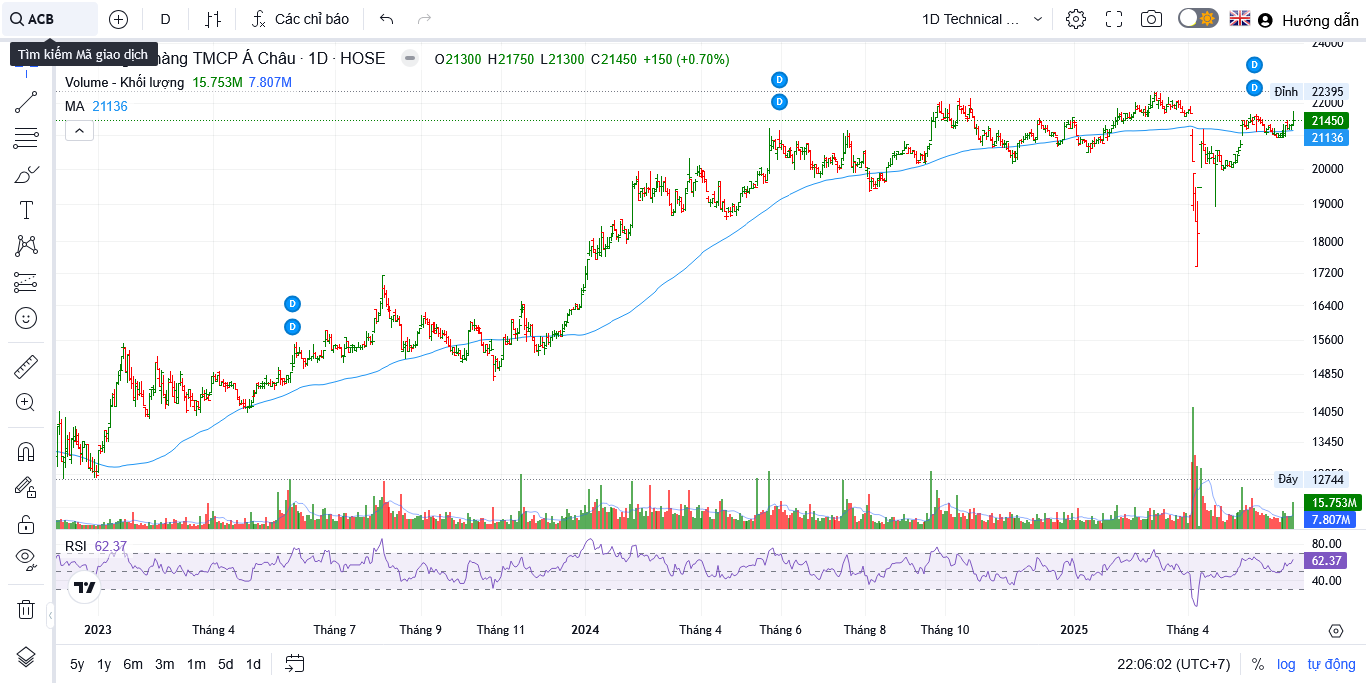 ACB
D
Các chỉ báo
1D Technical ...
Hướng dẫn
Tìm kiếm Mã giao dịch
hàng TMCP Á Châu · 1D · HOSE
O21300 H21750 L21300 C21450 +150 (+0.70%)
Volume - Khối lượng 15.753M 7.807M
MA 21136
D
D
D
D
D
D
24000
Đỉnh 22395
22000
21450
21136
20000
19000
18000
17200
16400
15600
14850
14050
13450
Đáy 12744
15.753M
7.807M
RSI 62.37
80.00
62.37
40.00
2023 Tháng 4 Tháng 7 Tháng 9 Tháng 11 2024 Tháng 4 Tháng 6 Tháng 8 Tháng 10 2025 Tháng 4
5y 1y 6m 3m 1m 5d 1d
22:06:02 (UTC+7) % log tự động